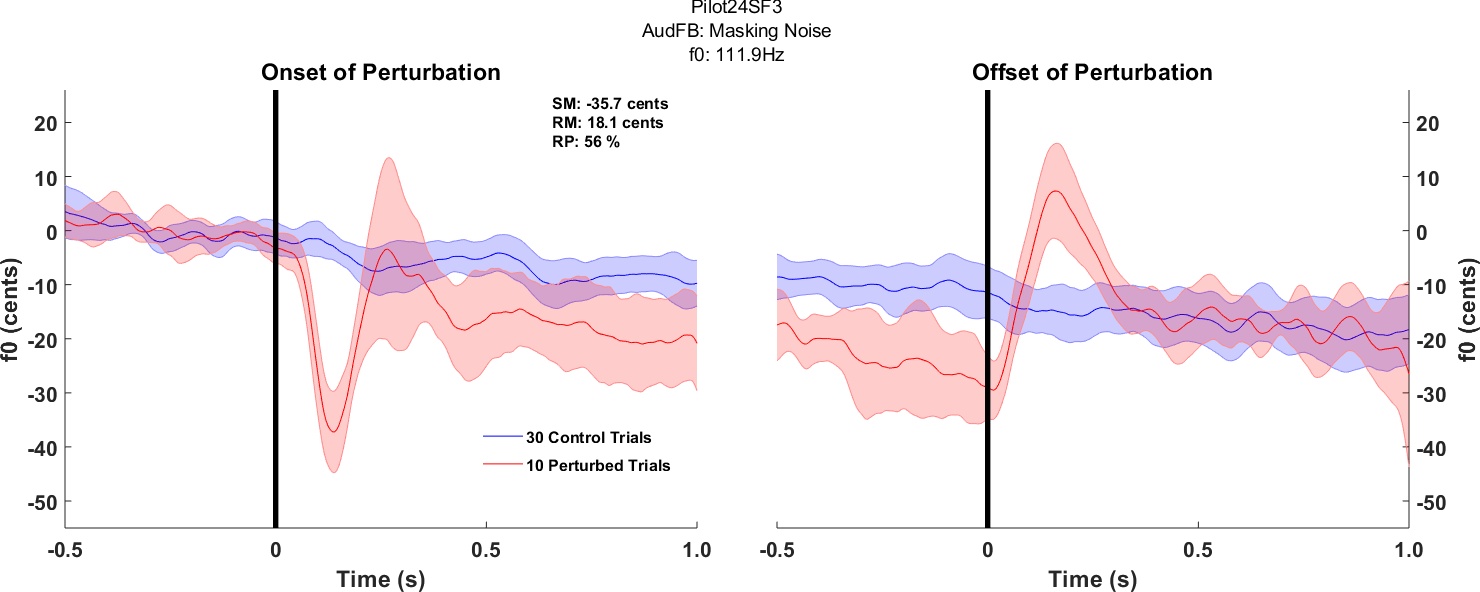 Pilot24SF3
AudFB: Masking Noise
f0: 111.9Hz
Onset of Perturbation
SM: -35.7 cents
RM: 18.1 cents
RP: 56 %
20
10
0
-10
-20
-30
-40
-50
f0 (cents)
30 Control Trials
10 Perturbed Trials
-0.5
0
0.5
1.0
Time (s)
Offset of Perturbation
20
10
0
-10
-20
-30
-40
-50
f0 (cents)
-0.5
0
0.5
1.0
Time (s)